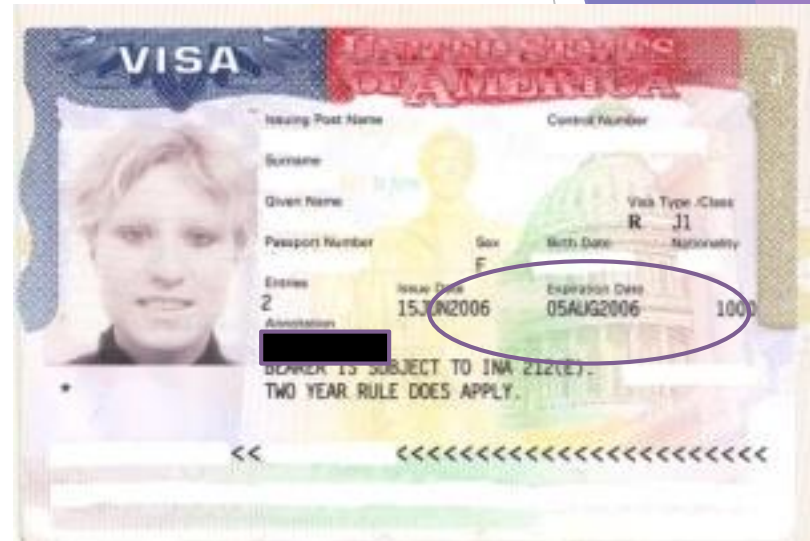 VISA UNITED STATES
OF AMERICA
Issuing Post Name Control Number
Surname
Given Name Visa Type /Class
R J1
Passport Number Sex Birth Date Nationality
F
Entries Issue Date Expiration Date
2 15JUN2006 05AUG2006 1000
Annotation
BEARER IS SUBJECT TO INA 212(E).
TWO YEAR RULE DOES APPLY.
*
<< <<<<<<<<<<<<<<<<<<<<<<<<